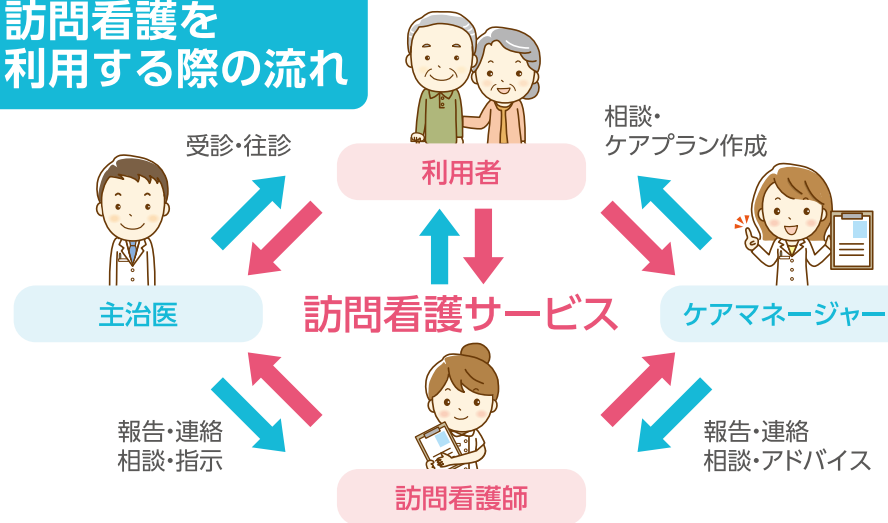 訪問看護を
利用する際の流れ
受診・往診
相談・
ケアプラン作成
利用者
主治医
訪問看護サービス
ケアマネージャー
報告・連絡
相談・指示
報告・連絡
相談・アドバイス
訪問看護師